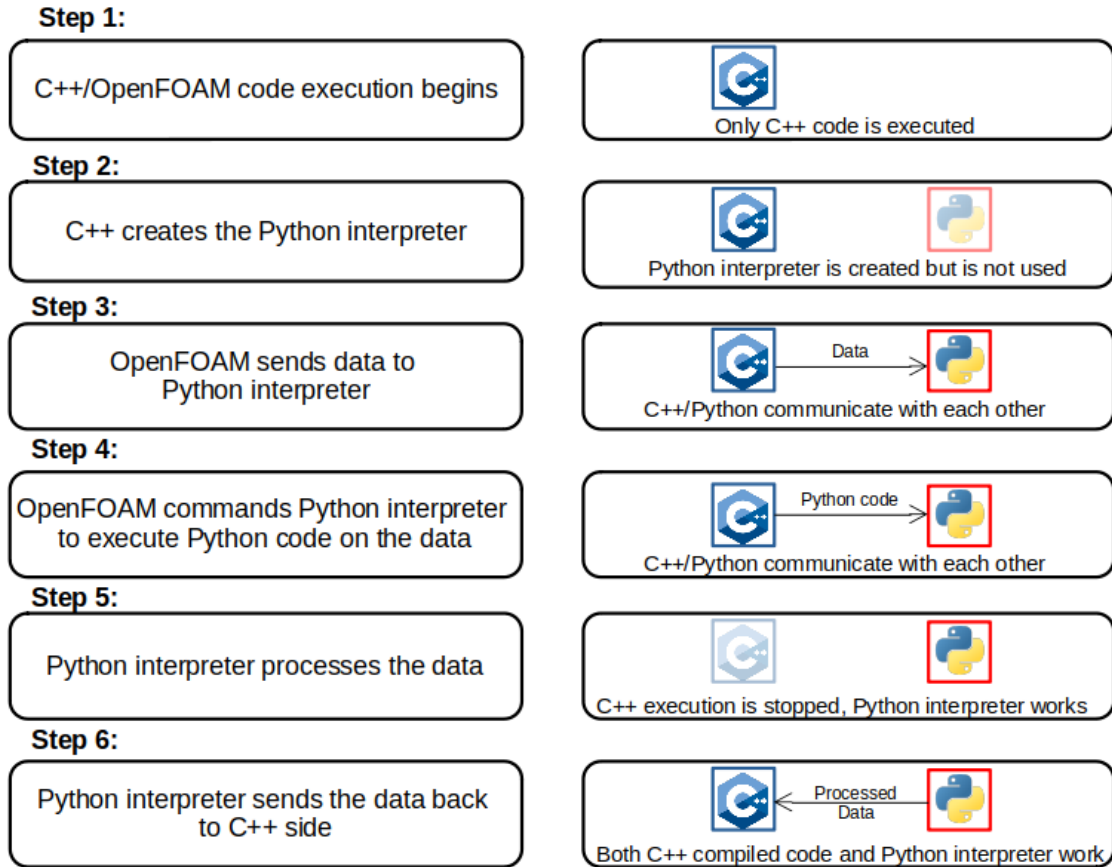 Step 1:
C++/OpenFOAM code execution begins
C++
Only C++ code is executed
Step 2:
C++ creates the Python interpreter
C++
Python interpreter is created but is not used
Step 3:
OpenFOAM sends data to
Python interpreter
C++
Data
C++/Python communicate with each other
Step 4:
OpenFOAM commands Python interpreter
to execute Python code on the data
C++
Python code
C++/Python communicate with each other
Step 5:
Python interpreter processes the data
C++
C++ execution is stopped, Python interpreter works
Step 6:
Python interpreter sends the data back
to C++ side
C++
Processed
Data
Both C++ compiled code and Python interpreter work